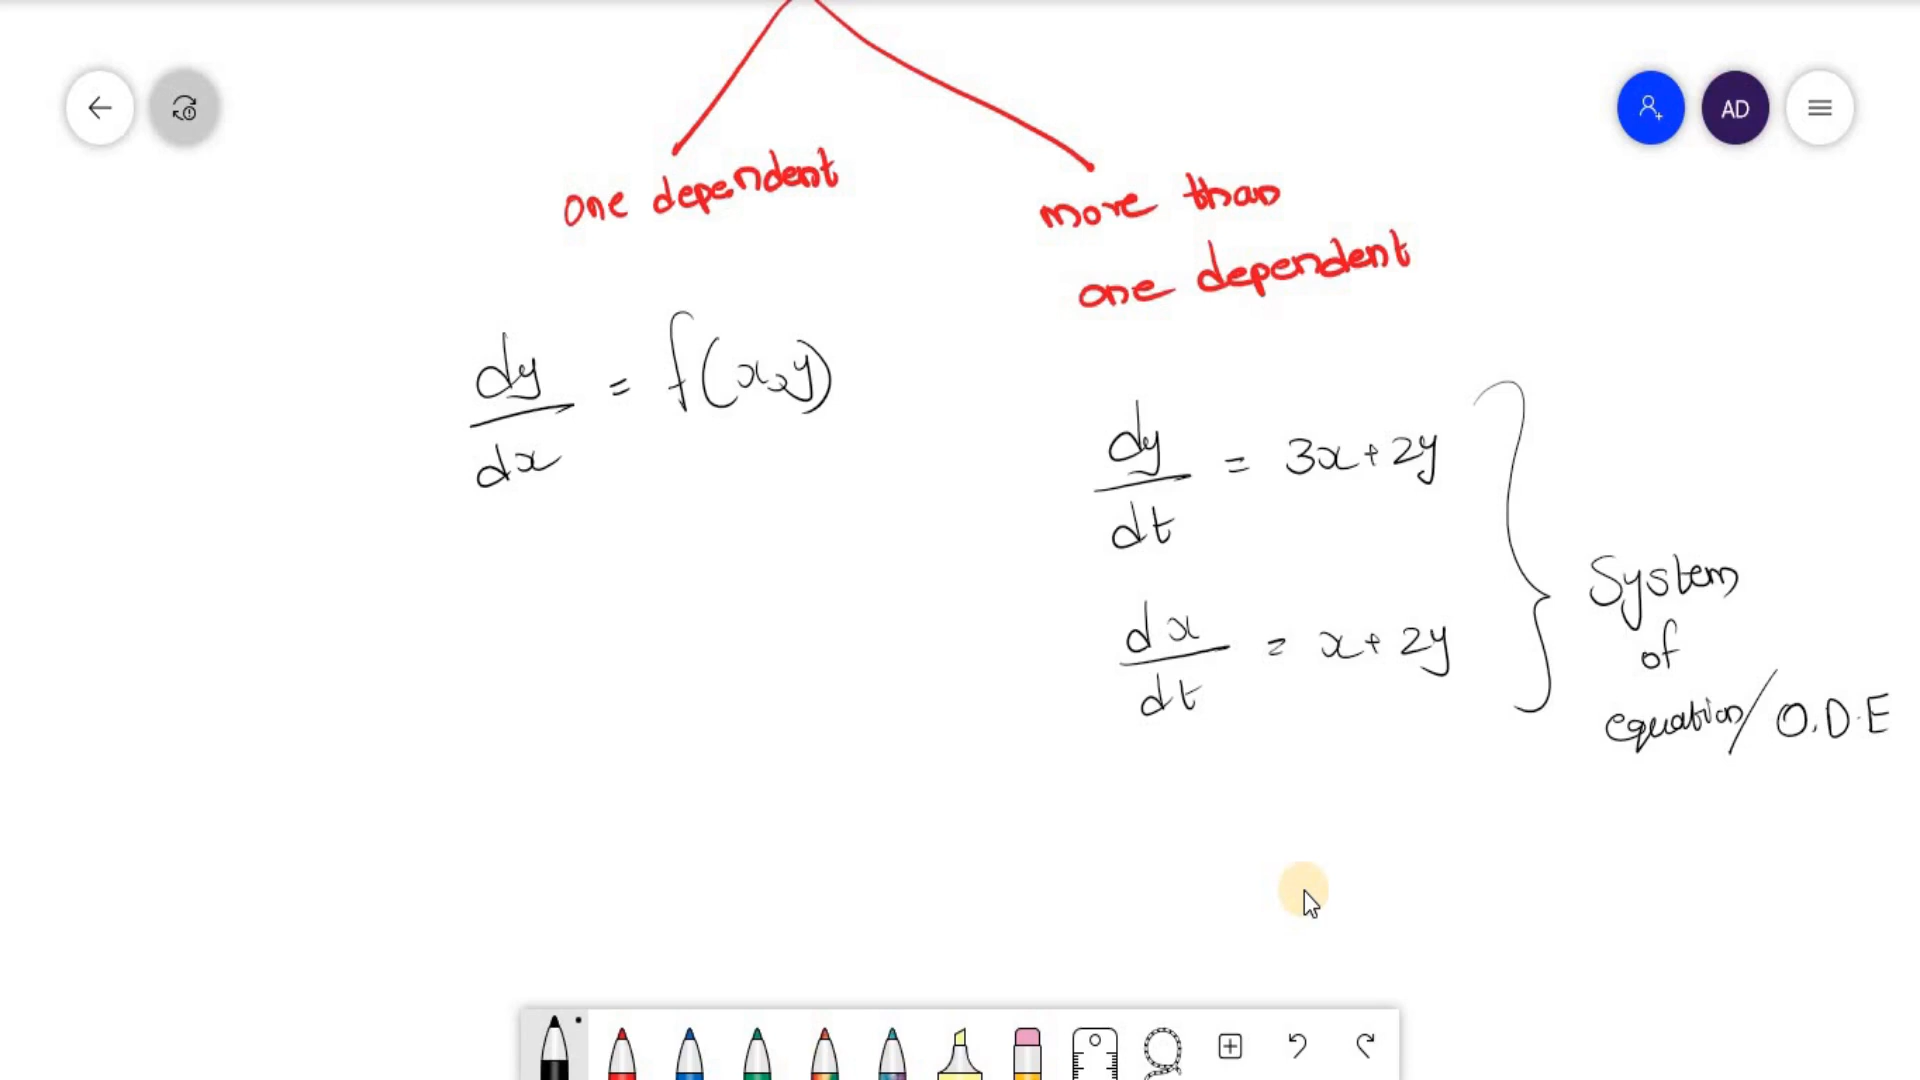 AD
one dependent
more than
one dependent
dy/dx = f(x,y)
dy/dt = 3x+2y
dx/dt = x+2y
System
of
equation/O.D.E